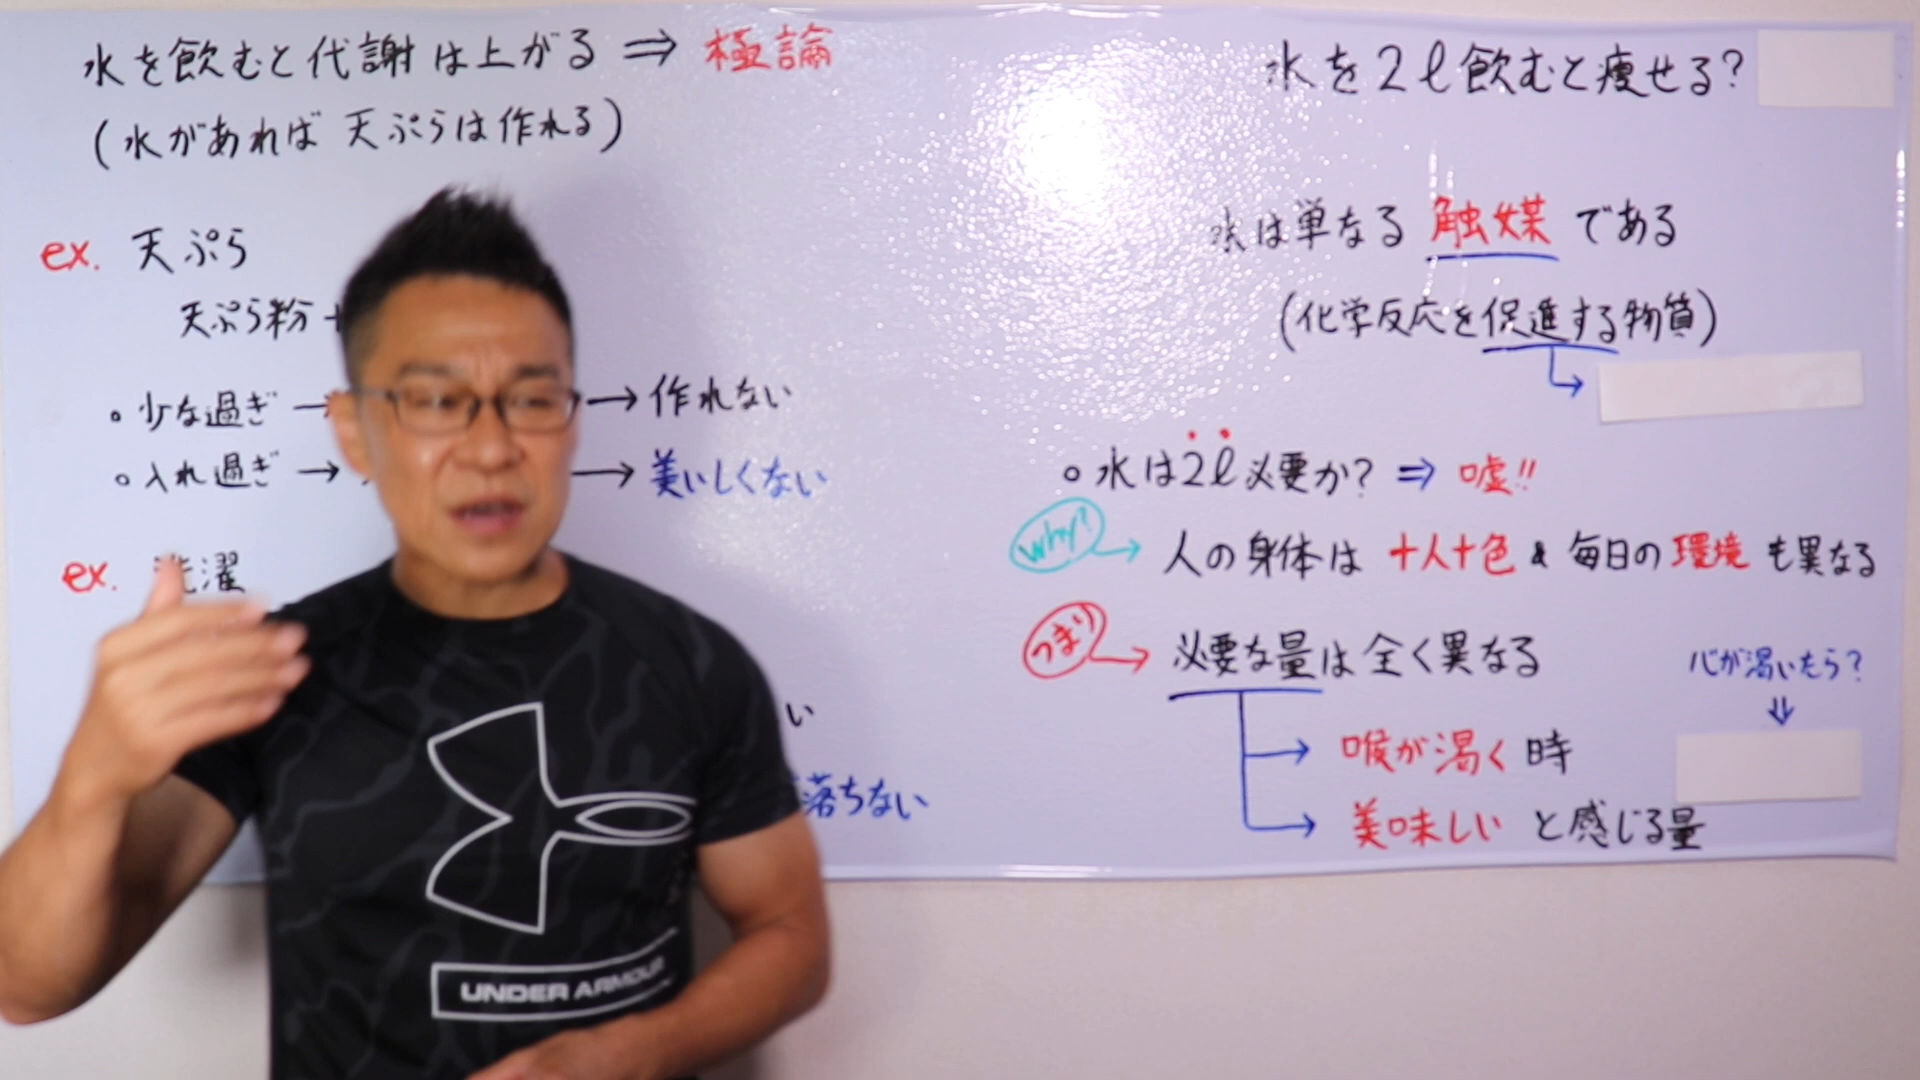 水を飲むと代謝は上がる ⇒ 極論
(水があれば 天ぷらは作れる)
ex. 天ぷら
天ぷら粉 +
• 少な過ぎ → → 作れない
• 入れ過ぎ → → 美いしくない
ex. 洗濯
い
落ちない
水を2ℓ飲むと痩せる?
水は単なる 触媒 である
(化学反応を促進する物質)
• 水は2ℓ必要か? ⇒ 嘘!!
why? → 人の身体は 十人十色 & 毎日の 環境 も異なる
つまり → 必要な量は全く異なる
→ 喉が渇く 時
→ 美味しい と感じる量
心が渇いたら?
⇓
UNDER ARMOUR